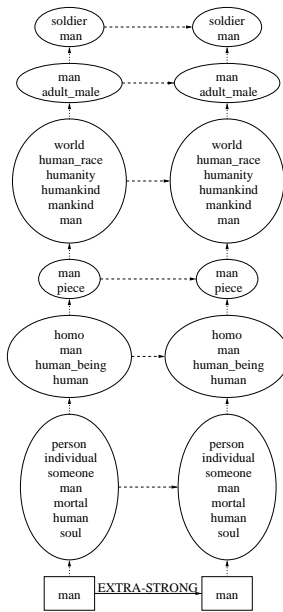 soldier
man
soldier
man
man
adult_male
man
adult_male
world
human_race
humanity
humankind
mankind
man
world
human_race
humanity
humankind
mankind
man
man
piece
man
piece
homo
man
human_being
human
homo
man
human_being
human
person
individual
someone
man
mortal
human
soul
person
individual
someone
man
mortal
human
soul
man
EXTRA-STRONG
man